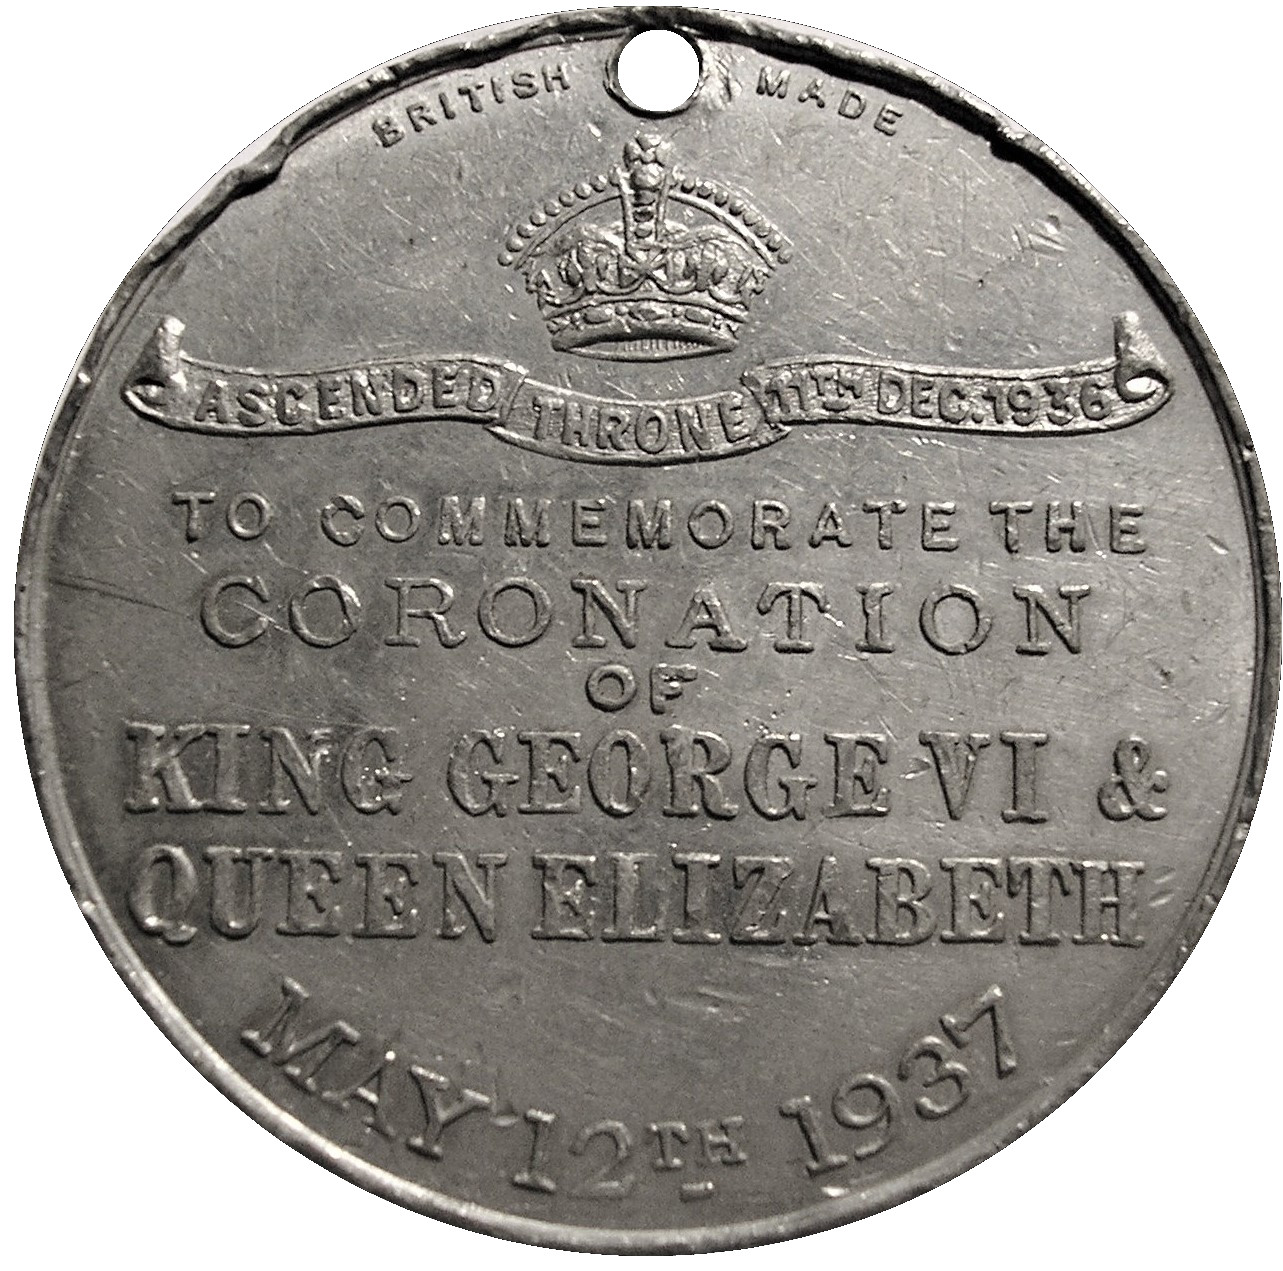 BRITISH MADE
ASCENDED THRONE 11TH DEC. 1936
TO COMMEMORATE THE
CORONATION
OF
KING GEORGE VI &
QUEEN ELIZABETH
MAY 12TH 1937